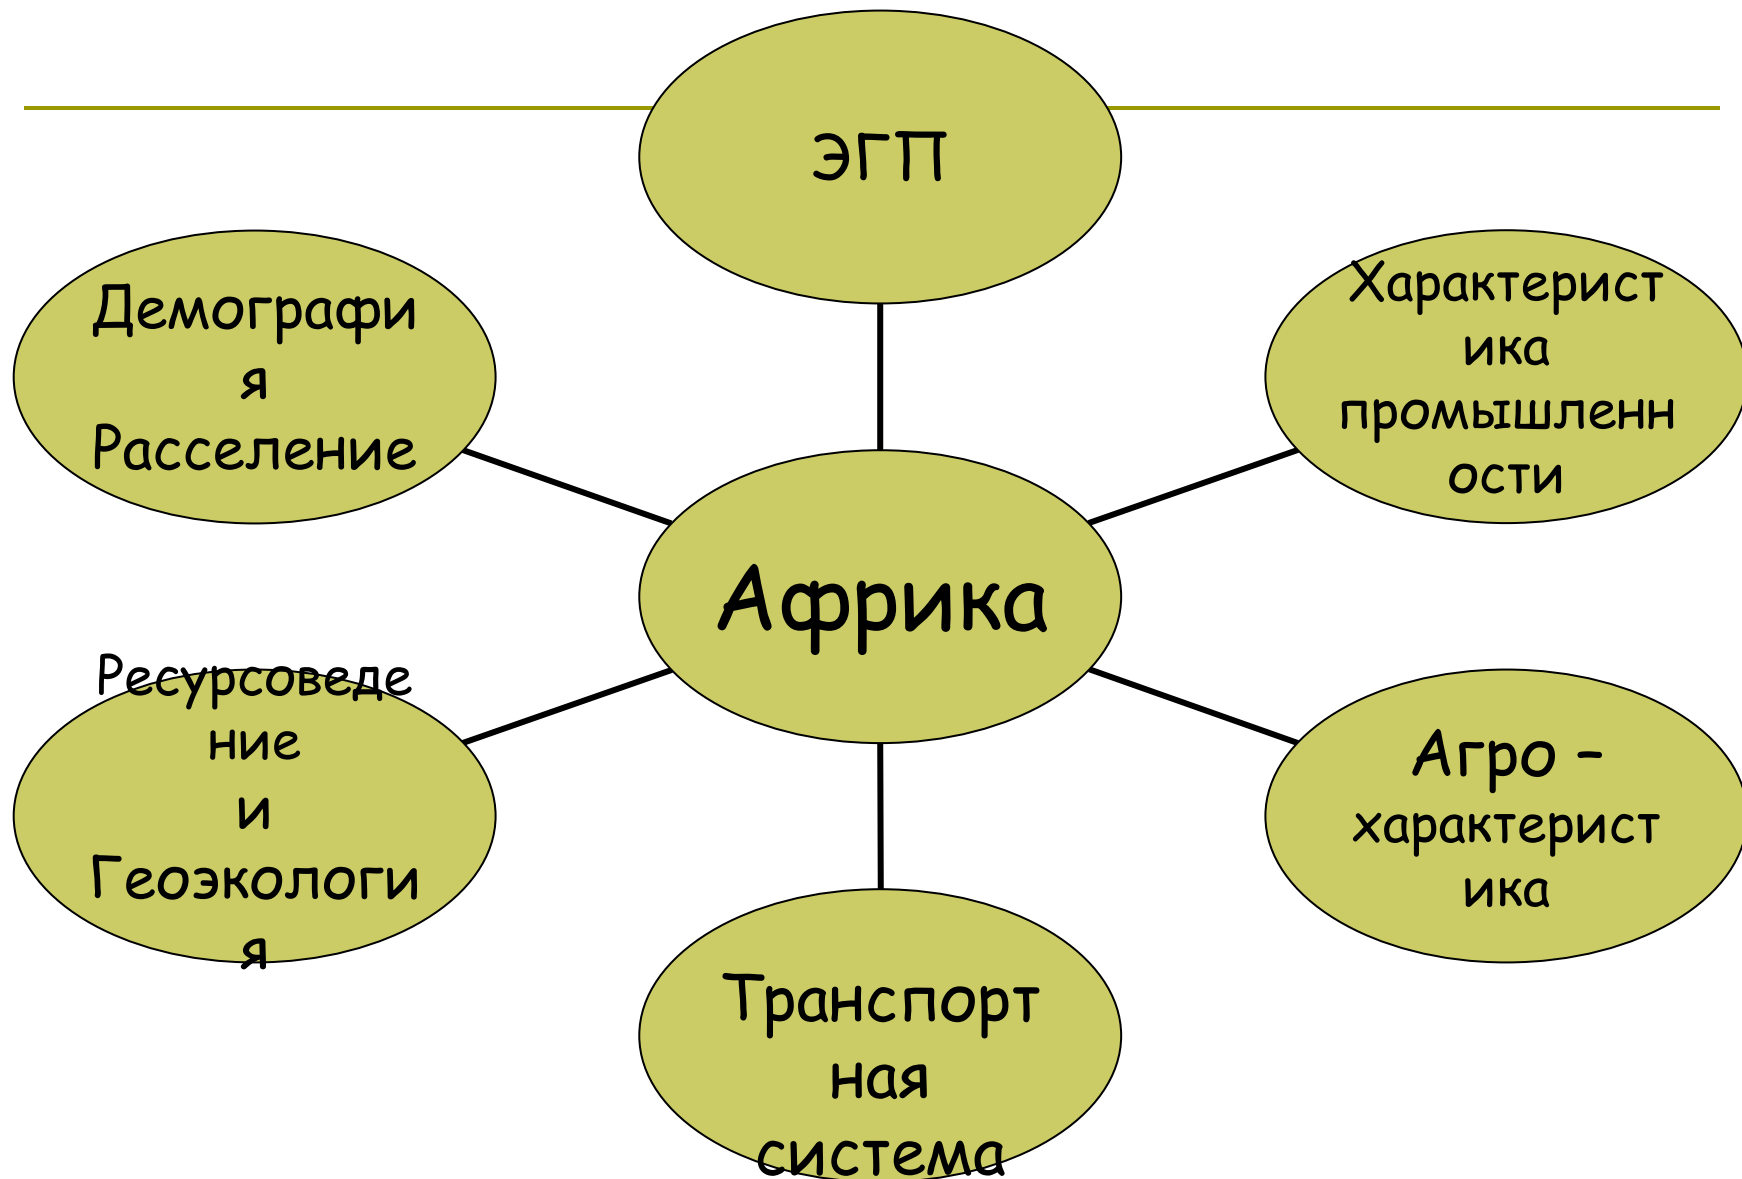 ЭГП
Демографи
я
Расселение
Характерист
ика
промышленн
ости
Африка
Ресурсоведе
ние
и
Геоэкологи
я
Агро –
характерист
ика
Транспорт
ная
система